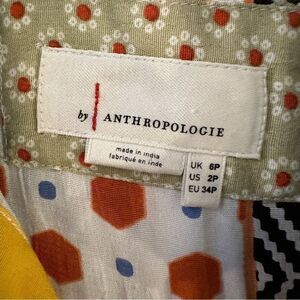 by ANTHROPOLOGIE
made in india
fabriqué en inde
UK 6P
US 2P
EU 34P